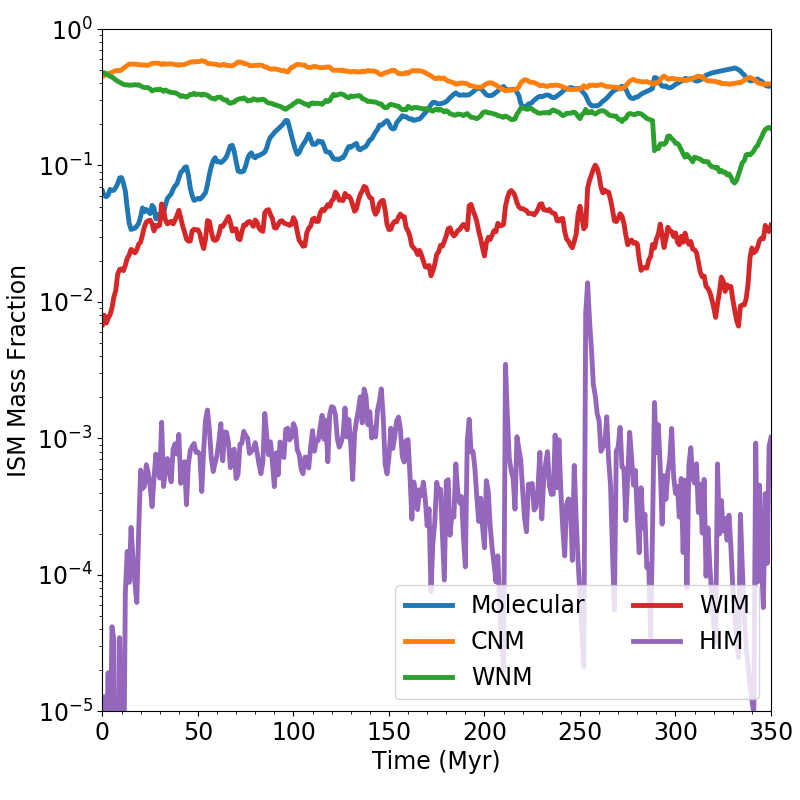 ISM Mass Fraction
10^0
10^-1
10^-2
10^-3
10^-4
10^-5
Molecular
CNM
WNM
WIM
HIM
0 50 100 150 200 250 300 350
Time (Myr)